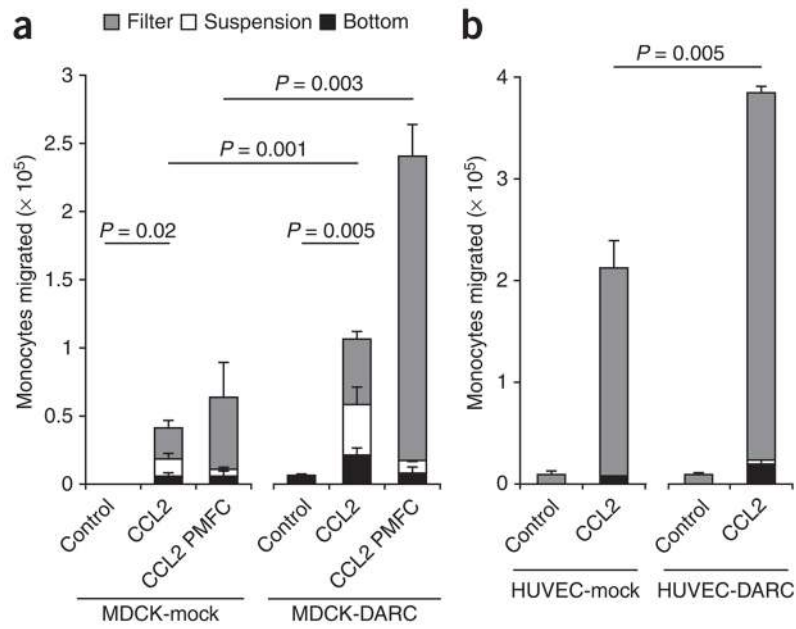 a
Filter Suspension Bottom
Monocytes migrated (× 10⁵)
3
2.5
2
1.5
1
0.5
0
P = 0.003
P = 0.001
P = 0.02
P = 0.005
Control
CCL2
CCL2 PMFC
Control
CCL2
CCL2 PMFC
MDCK-mock
MDCK-DARC
b
Monocytes migrated (× 10⁵)
4
3
2
1
0
P = 0.005
Control
CCL2
Control
CCL2
HUVEC-mock
HUVEC-DARC